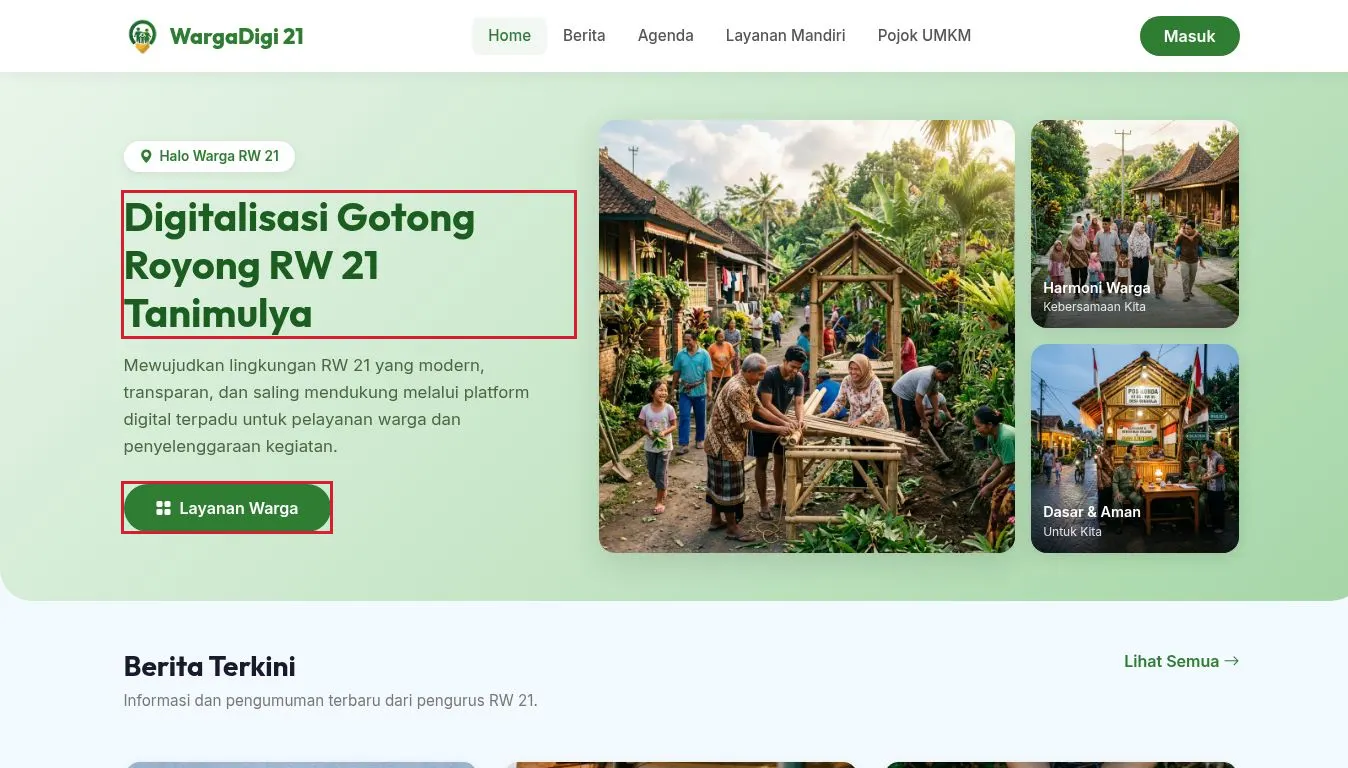 WargaDigi 21
Home
Berita
Agenda
Layanan Mandiri
Pojok UMKM
Masuk
Halo Warga RW 21
Digitalisasi Gotong
Royong RW 21
Tanimulya
Mewujudkan lingkungan RW 21 yang modern,
transparan, dan saling mendukung melalui platform
digital terpadu untuk pelayanan warga dan
penyelenggaraan kegiatan.
Layanan Warga
Harmoni Warga
Kebersamaan Kita
POS RONDA
Dasar & Aman
Untuk Kita
Berita Terkini
Lihat Semua →
Informasi dan pengumuman terbaru dari pengurus RW 21.